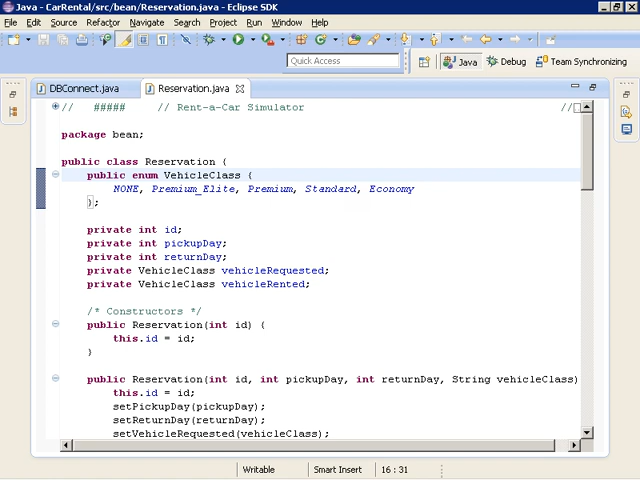 Java - CarRental/src/bean/Reservation.java - Eclipse SDK
File Edit Source Refactor Navigate Search Project Run Window Help
Quick Access
Java Debug Team Synchronizing
DBConnect.java Reservation.java
// ##### // Rent-a-Car Simulator //
package bean;
public class Reservation {
public enum VehicleClass {
NONE, Premium_Elite, Premium, Standard, Economy
};
private int id;
private int pickupDay;
private int returnDay;
private VehicleClass vehicleRequested;
private VehicleClass vehicleRented;
/* Constructors */
public Reservation(int id) {
this.id = id;
}
public Reservation(int id, int pickupDay, int returnDay, String vehicleClass)
this.id = id;
setPickupDay(pickupDay);
setReturnDay(returnDay);
setVehicleRequested(vehicleClass);
Writable Smart Insert 16 : 31